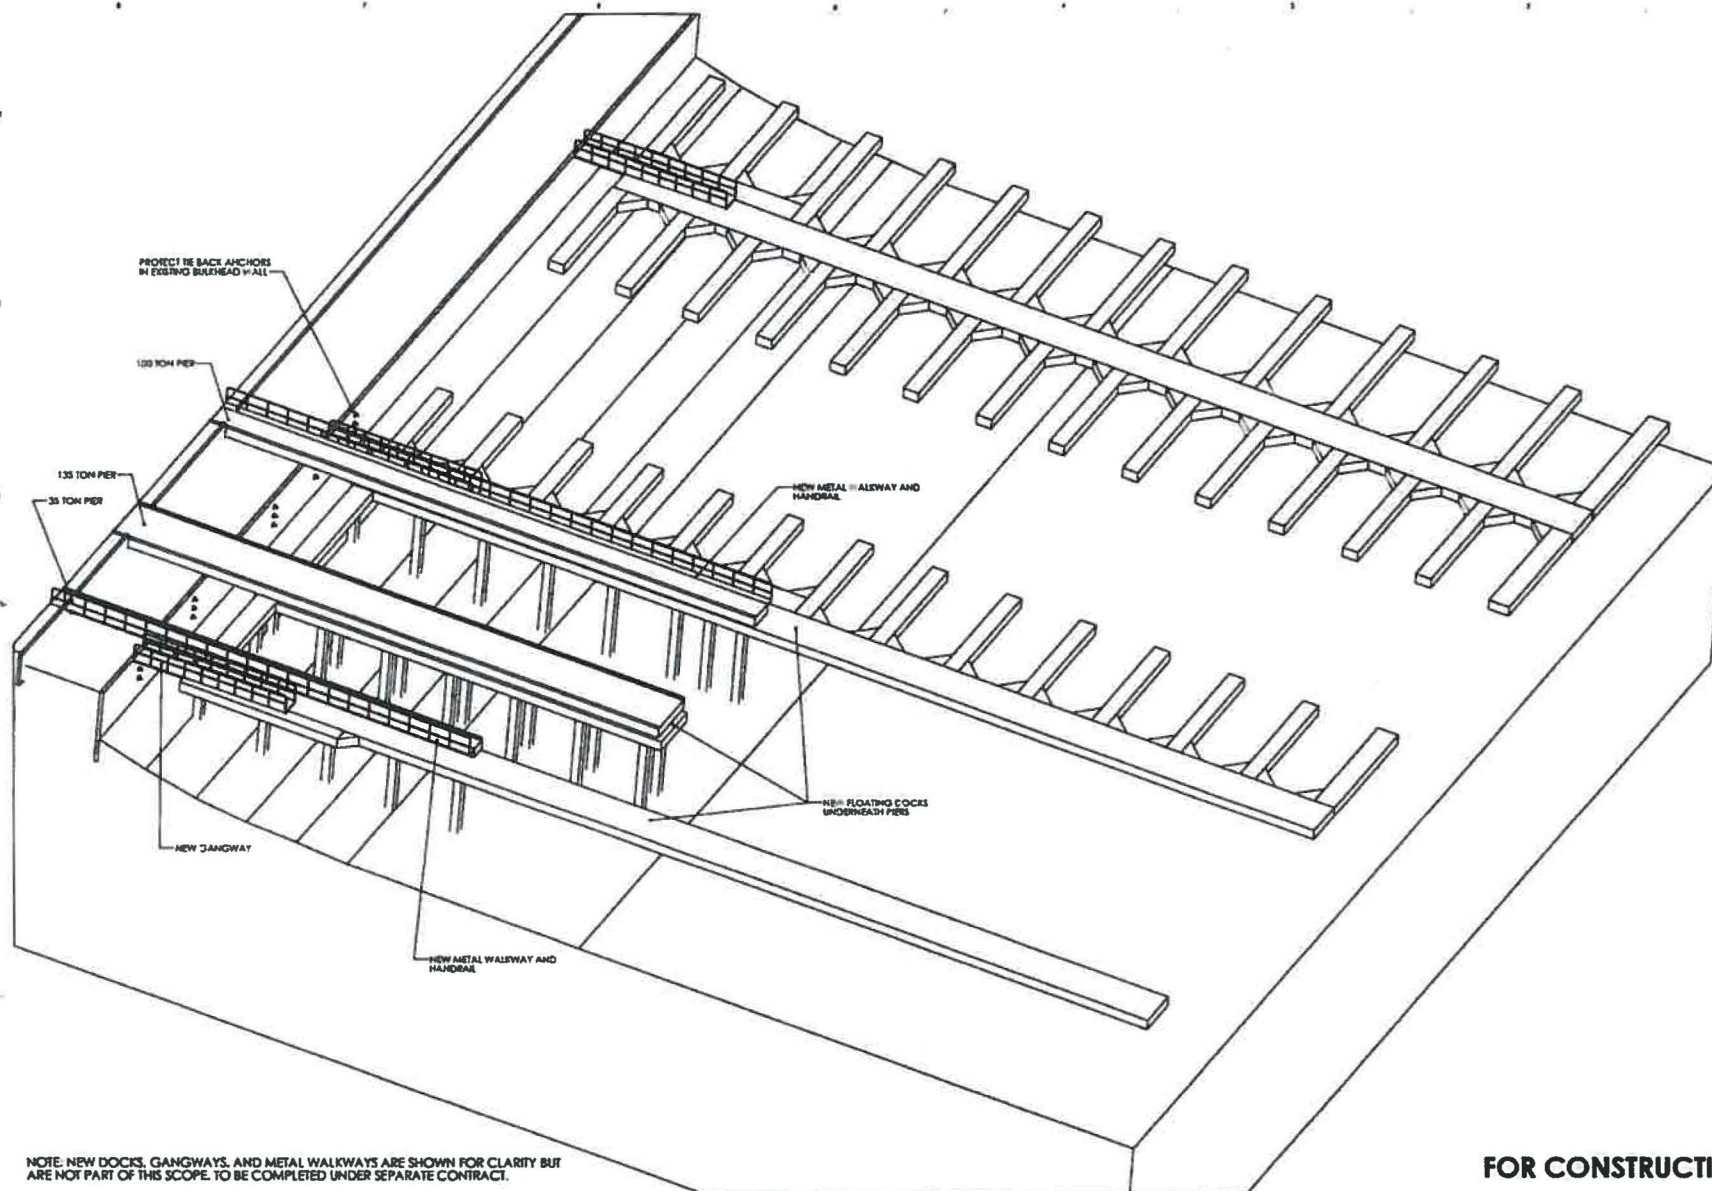 PROTECT TIE BACK ANCHORS
IN EXISTING BULKHEAD WALL
100 TON PIER
135 TON PIER
35 TON PIER
NEW METAL WALKWAY AND
HANDRAIL
NEW FLOATING DOCKS
UNDERNEATH PIERS
NEW GANGWAY
NEW METAL WALKWAY AND
HANDRAIL
NOTE: NEW DOCKS, GANGWAYS, AND METAL WALKWAYS ARE SHOWN FOR CLARITY BUT
ARE NOT PART OF THIS SCOPE. TO BE COMPLETED UNDER SEPARATE CONTRACT.
FOR CONSTRUCTI